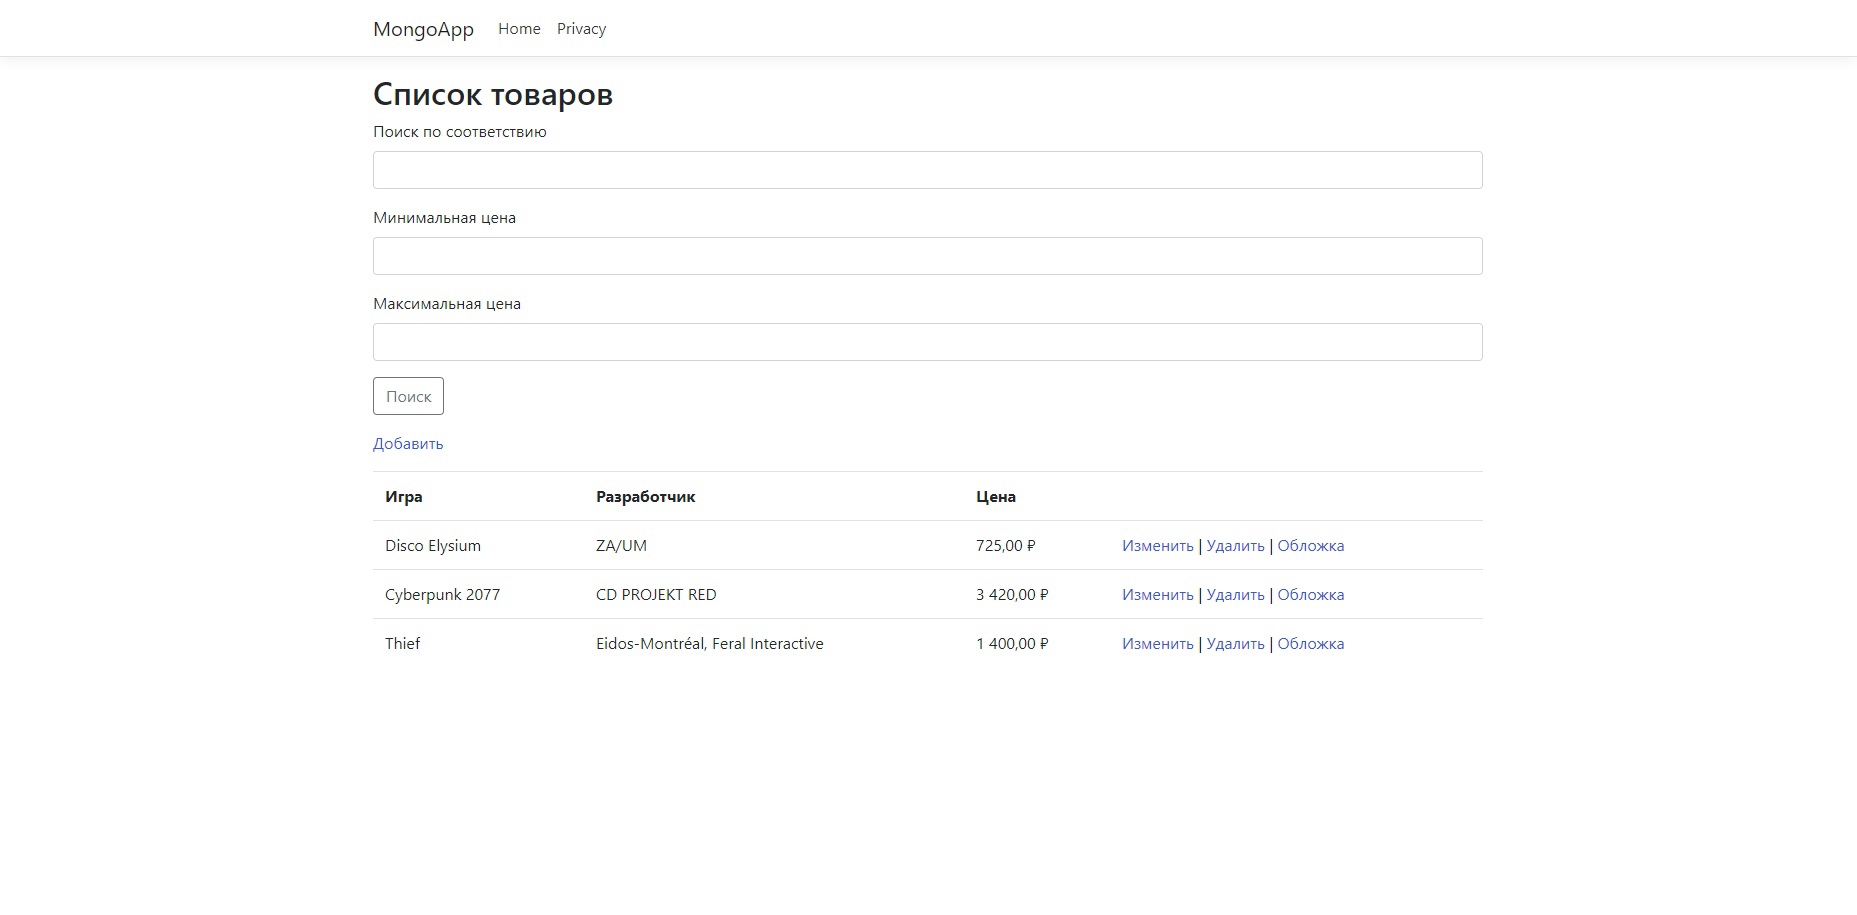 MongoApp Home Privacy
Список товаров
Поиск по соответствию
Минимальная цена
Максимальная цена
Поиск
Добавить
Игра Разработчик Цена
Disco Elysium ZA/UM 725,00 ₽ Изменить | Удалить | Обложка
Cyberpunk 2077 CD PROJEKT RED 3 420,00 ₽ Изменить | Удалить | Обложка
Thief Eidos-Montréal, Feral Interactive 1 400,00 ₽ Изменить | Удалить | Обложка